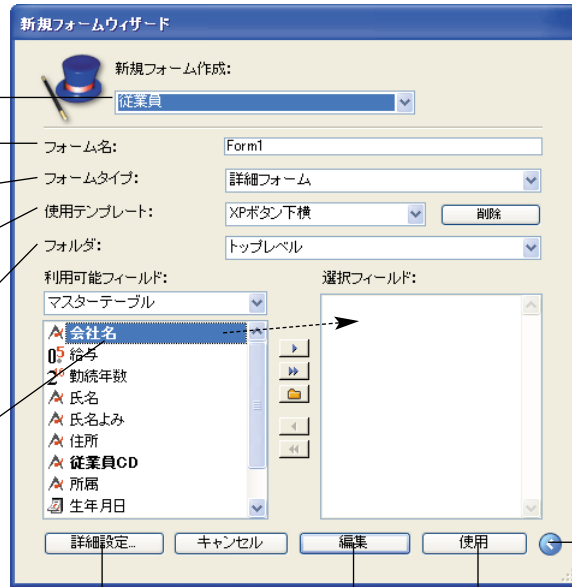 新規フォームウィザード
新規フォーム作成:
従業員
フォーム名: Form1
フォームタイプ: 詳細フォーム
使用テンプレート: XPボタン下横 削除
フォルダ: トップレベル
利用可能フィールド: 選択フィールド:
マスターテーブル
会社名
給与
勤続年数
氏名
氏名よみ
住所
従業員CD
所属
生年月日
詳細設定... キャンセル 編集 使用